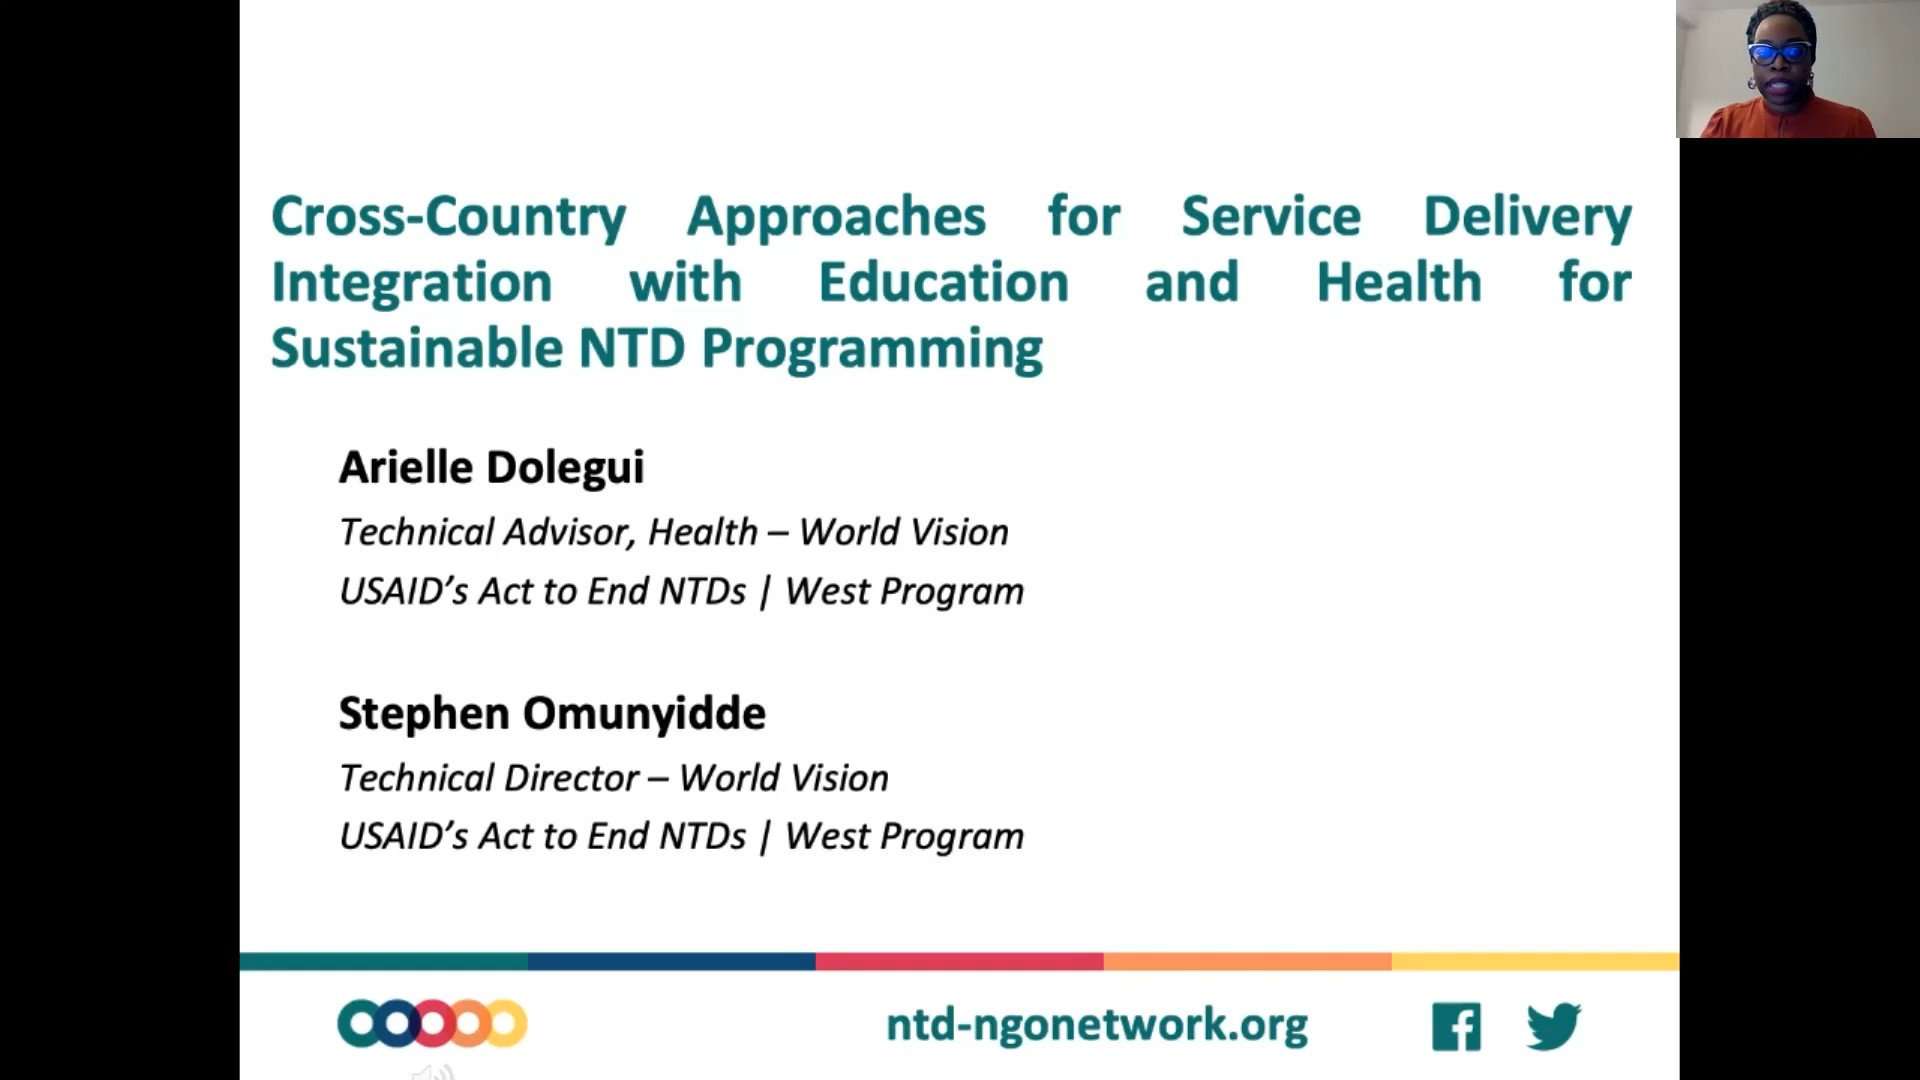 Cross-Country Approaches for Service Delivery
Integration with Education and Health for
Sustainable NTD Programming
Arielle Dolegui
Technical Advisor, Health – World Vision
USAID’s Act to End NTDs | West Program
Stephen Omunyidde
Technical Director – World Vision
USAID’s Act to End NTDs | West Program
ntd-ngonetwork.org